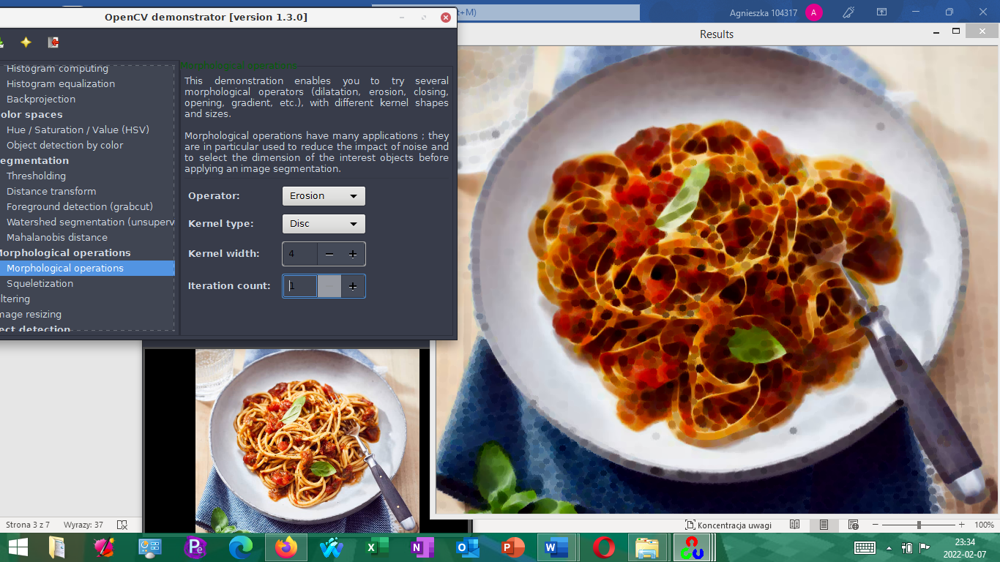 OpenCV demonstrator [version 1.3.0]
t+M)
Agnieszka 104317
A
Results
Histogram computing
Histogram equalization
Backprojection
olor spaces
Hue / Saturation / Value (HSV)
Object detection by color
egmentation
Thresholding
Distance transform
Foreground detection (grabcut)
Watershed segmentation (unsuperv
Mahalanobis distance
Morphological operations
Morphological operations
Squeletization
ltering
mage resizing
ect detection
Morphological operations
This demonstration enables you to try several
morphological operators (dilatation, erosion, closing,
opening, gradient, etc.), with different kernel shapes
and sizes.
Morphological operations have many applications ; they
are in particular used to reduce the impact of noise and
to select the dimension of the interest objects before
applying an image segmentation.
Operator: Erosion
Kernel type: Disc
Kernel width: 4 − +
Iteration count: 1 − +
Strona 3 z 7 Wyrazy: 37
Koncentracja uwagi
− + 100%
Pe X N O P W
23:34
2022-02-07